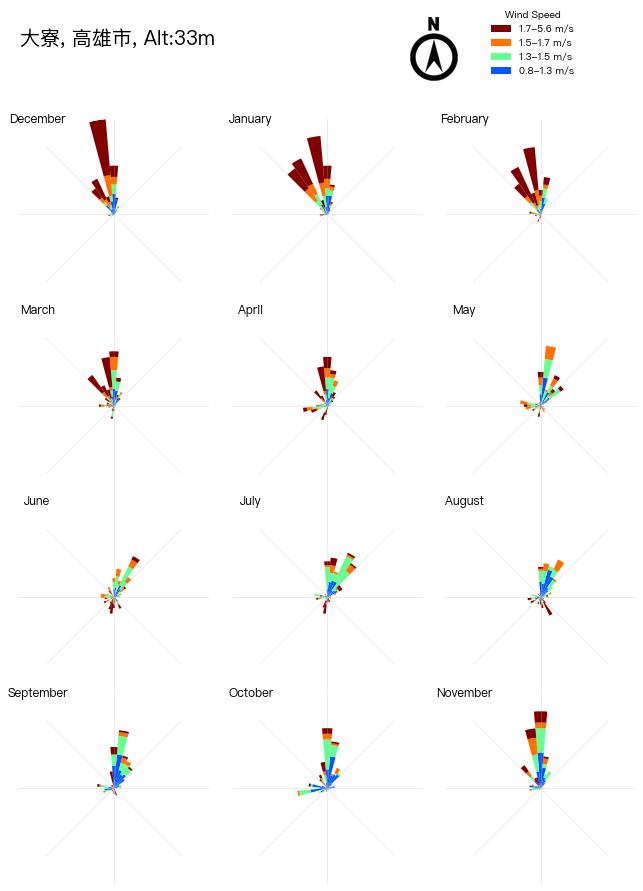 大寮, 高雄市, Alt:33m
N
Wind Speed
1.7–5.6 m/s
1.5–1.7 m/s
1.3–1.5 m/s
0.8–1.3 m/s
December
January
February
March
April
May
June
July
August
September
October
November